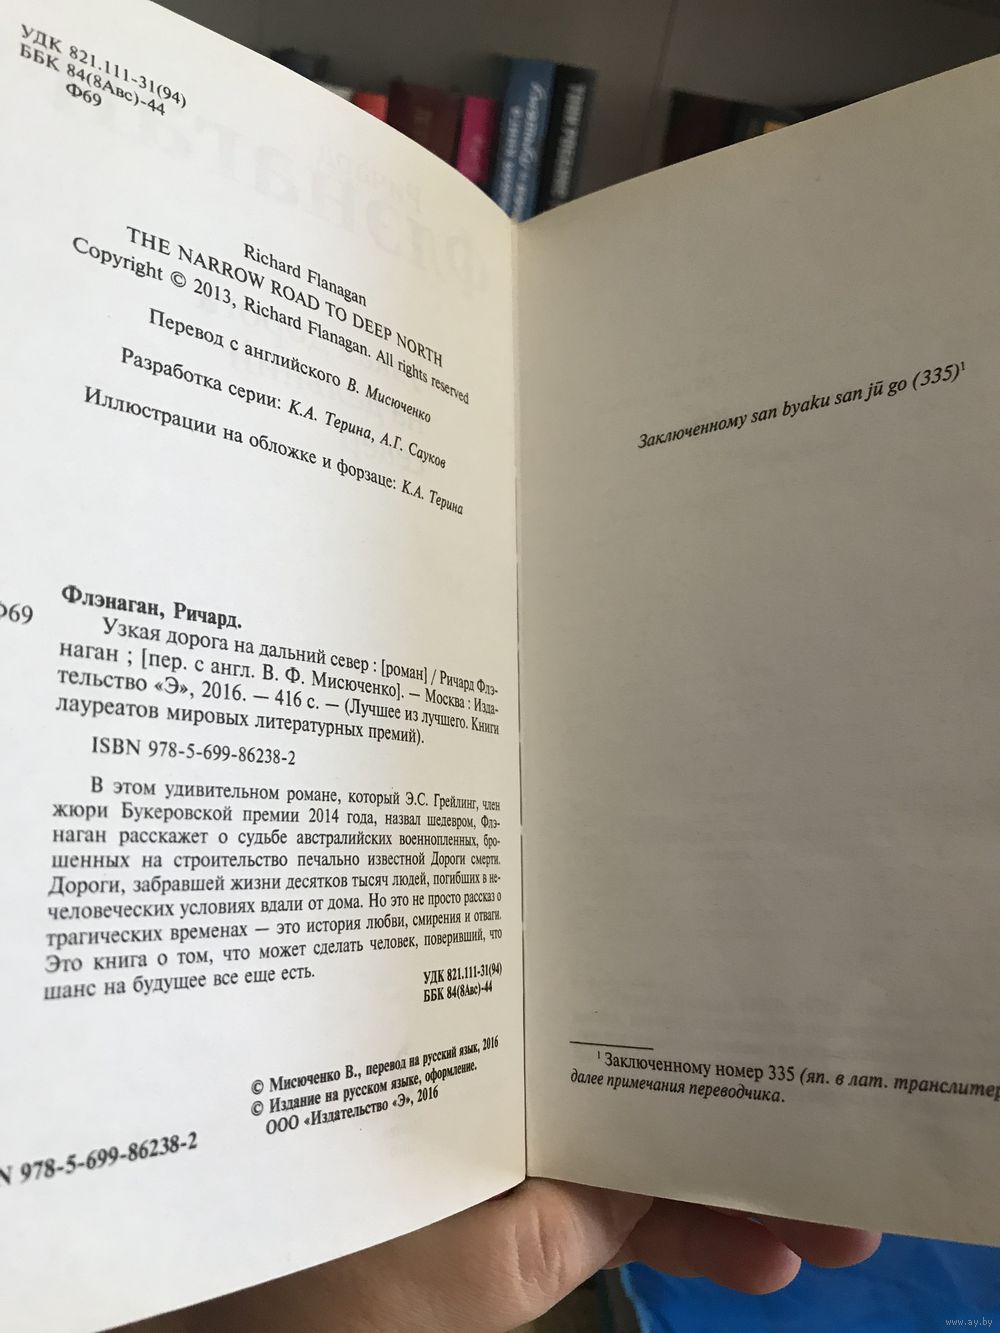 УДК 821.111-31(94)
ББК 84(8Авс)-44
Ф69
Richard Flanagan
THE NARROW ROAD TO DEEP NORTH
Copyright © 2013, Richard Flanagan. All rights reserved
Перевод с английского В. Мисюченко
Разработка серии: К.А. Терина, А.Г. Сауков
Иллюстрации на обложке и форзаце: К.А. Терина
Флэнаган, Ричард.
Ф69
Узкая дорога на дальний север : [роман] / Ричард Флэ-
наган ; [пер. с англ. В. Ф. Мисюченко]. — Москва : Изда-
тельство «Э», 2016. — 416 с. — (Лучшее из лучшего. Книги
лауреатов мировых литературных премий).
ISBN 978-5-699-86238-2
В этом удивительном романе, который Э.С. Грейлинг, член
жюри Букеровской премии 2014 года, назвал шедевром, Флэ-
наган расскажет о судьбе австралийских военнопленных, бро-
шенных на строительство печально известной Дороги смерти.
Дороги, забравшей жизни десятков тысяч людей, погибших в не-
человеческих условиях вдали от дома. Но это не просто рассказ о
трагических временах — это история любви, смирения и отваги.
Это книга о том, что может сделать человек, поверивший, что
шанс на будущее все еще есть.
УДК 821.111-31(94)
ББК 84(8Авс)-44
© Мисюченко В., перевод на русский язык, 2016
© Издание на русском языке, оформление.
ООО «Издательство «Э», 2016
N 978-5-699-86238-2
Заключенному san byaku san jū go (335)¹
¹ Заключенному номер 335 (яп. в лат. транслитер
далее примечания переводчика.
www.ay.by